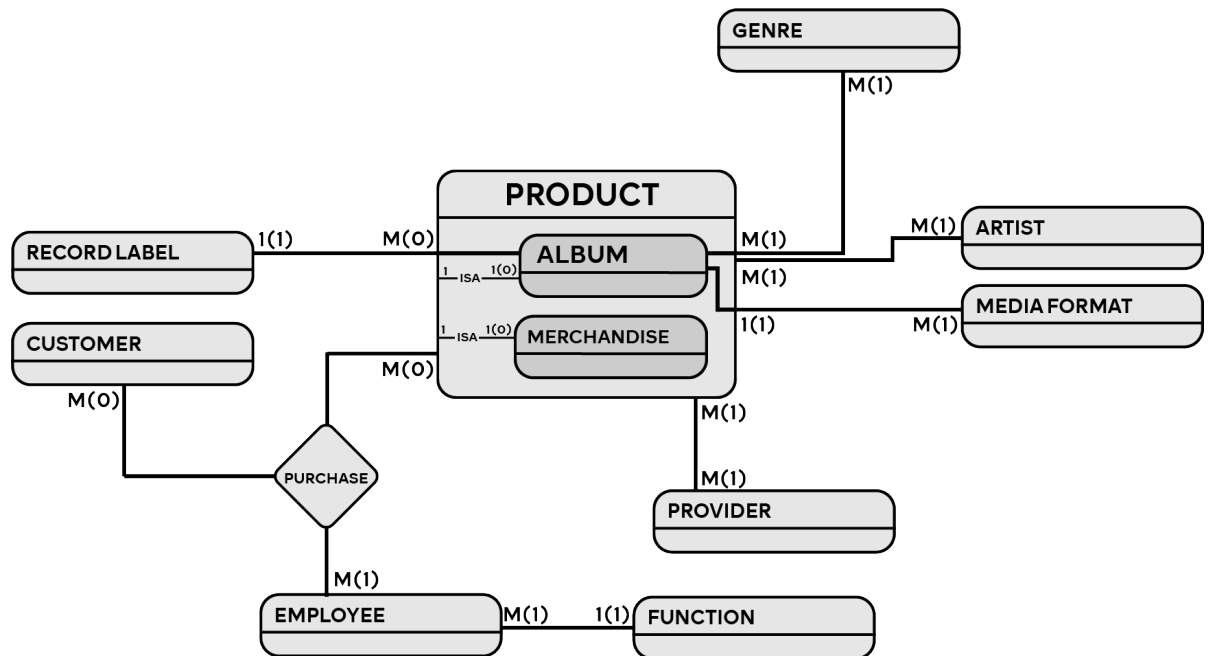 GENRE
M(1)
PRODUCT
RECORD LABEL
1(1)
M(0)
ALBUM
M(1)
M(1)
ARTIST
1
ISA
1(0)
M(1)
MEDIA FORMAT
1(1)
M(1)
CUSTOMER
1
ISA
1(0)
MERCHANDISE
M(0)
M(0)
M(1)
PURCHASE
M(1)
PROVIDER
M(1)
EMPLOYEE
M(1)
1(1)
FUNCTION